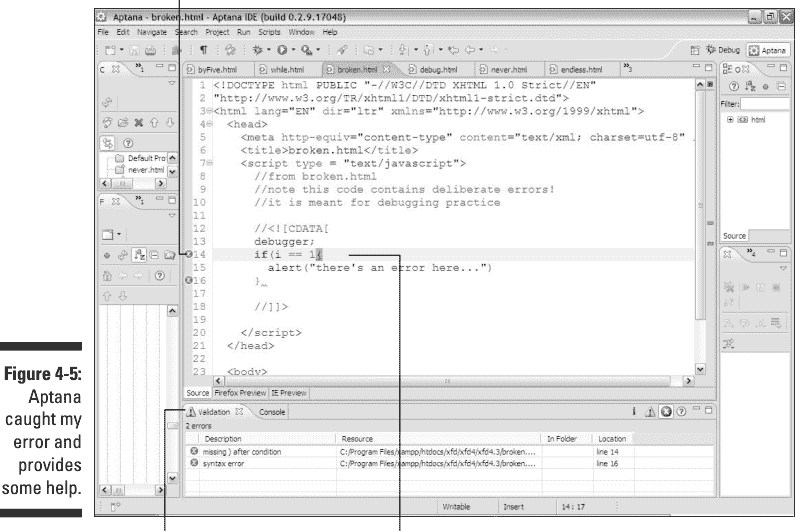 Aptana - broken.html - Aptana IDE (build 0.2.9.17048)
File Edit Navigate Search Project Run Scripts Window Help
Debug Aptana
byFive.html while.html broken.html debug.html never.html endless.html
1 <!DOCTYPE html PUBLIC "-//W3C//DTD XHTML 1.0 Strict//EN"
2 "http://www.w3.org/TR/xhtml1/DTD/xhtml1-strict.dtd">
3 <html lang="EN" dir="ltr" xmlns="http://www.w3.org/1999/xhtml">
4 <head>
5 <meta http-equiv="content-type" content="text/xml; charset=utf-8"
6 <title>broken.html</title>
7 <script type = "text/javascript">
8 //from broken.html
9 //note this code contains deliberate errors!
10 //it is meant for debugging practice
11
12 //<![CDATA[
13 debugger;
14 if(i == 1{
15 alert("there's an error here...")
16 }
17
18 //]]>
19
20 </script>
21 </head>
22
23 <body>
Default Pro
never.html
Filter:
html
Source
Source Firefox Preview IE Preview
Validation Console
2 errors
Description Resource In Folder Location
missing ) after condition C:/Program Files/xampp/htdocs/xfd/xfd4/xfd4.3/broken.... line 14
syntax error C:/Program Files/xampp/htdocs/xfd/xfd4/xfd4.3/broken.... line 16
Writable Insert 14 : 17
Figure 4-5:
Aptana
caught my
error and
provides
some help.